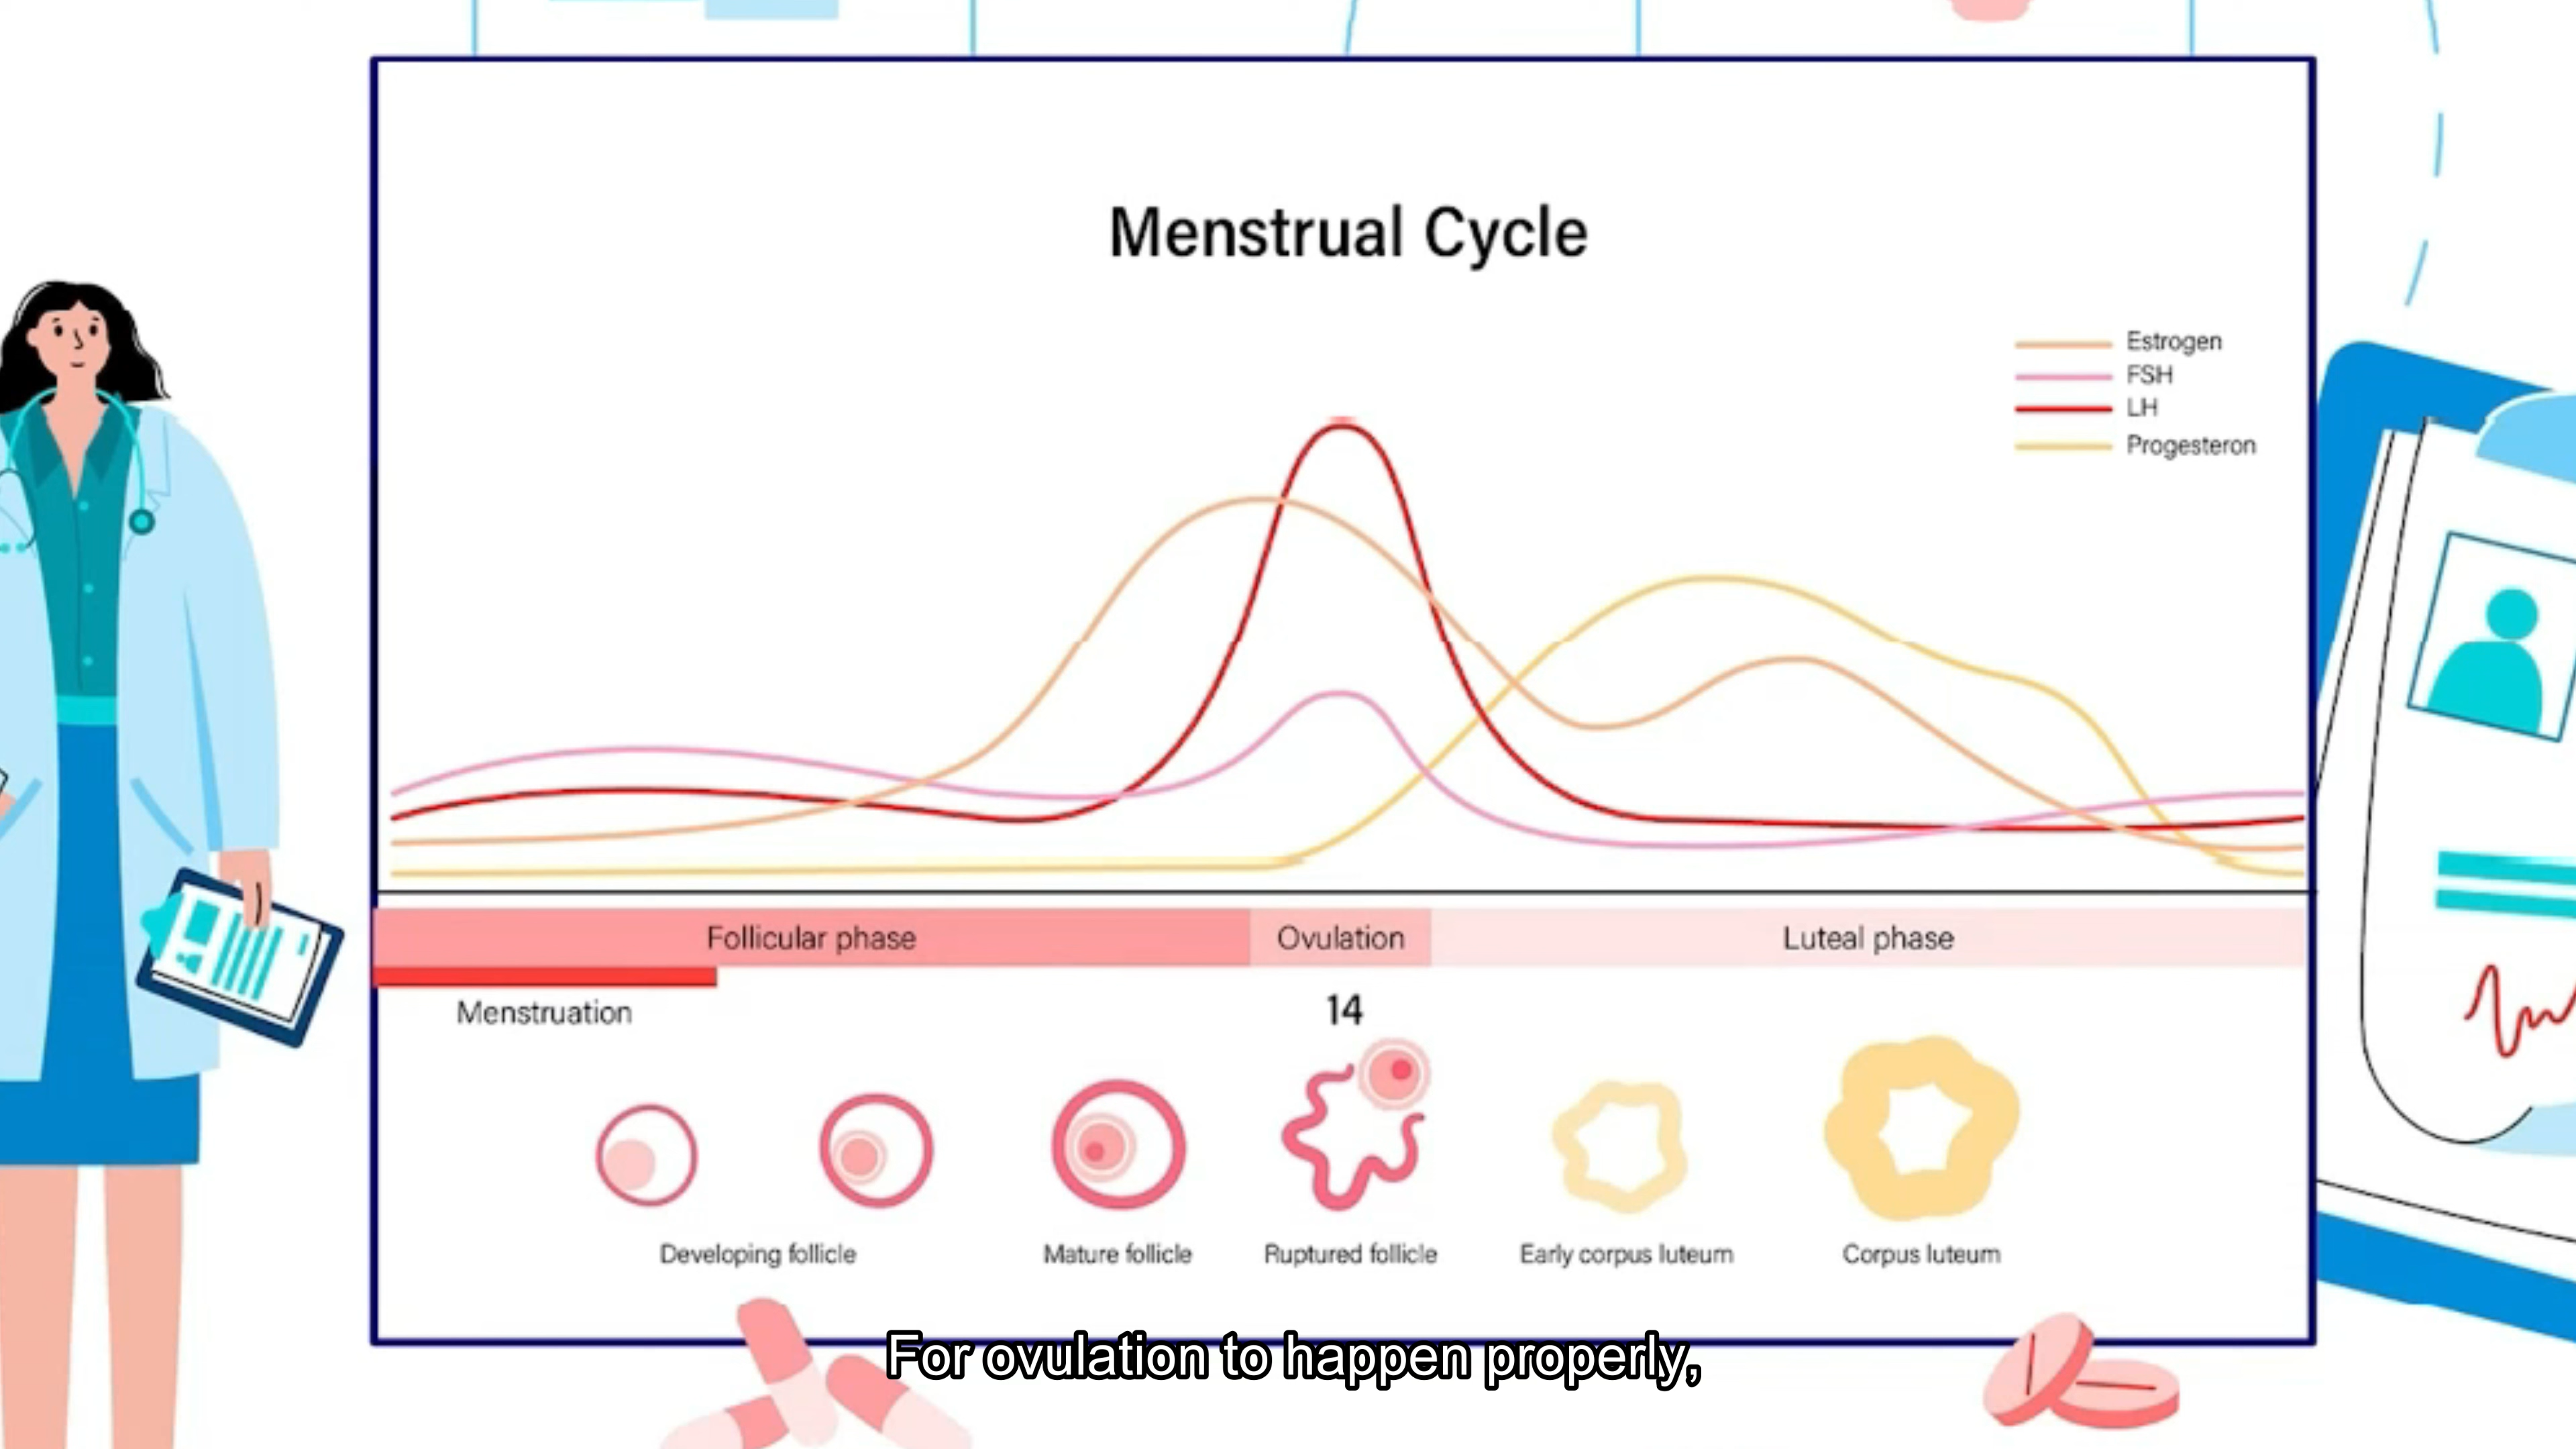 Menstrual Cycle
Estrogen
FSH
LH
Progesteron
Follicular phase
Ovulation
Luteal phase
Menstruation
14
Developing follicle
Mature follicle
Ruptured follicle
Early corpus luteum
Corpus luteum
For ovulation to happen properly,